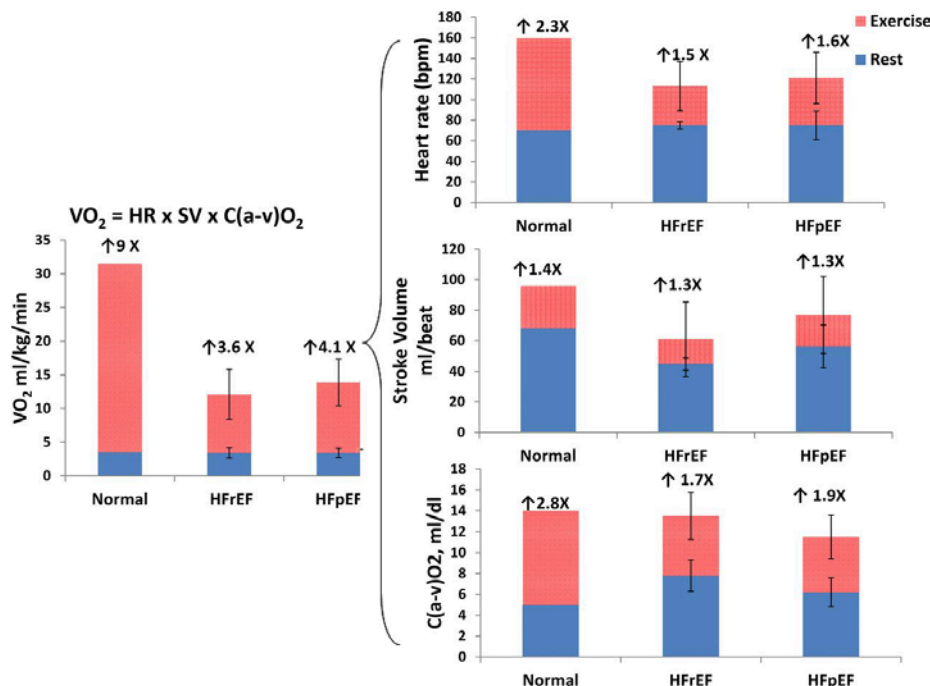 VO₂ = HR x SV x C(a-v)O₂
VO₂ ml/kg/min
35
30
25
20
15
10
5
0
↑9 X
↑3.6 X
↑4.1 X
Normal HFrEF HFpEF
Exercise
Rest
Heart rate (bpm)
180
160
140
120
100
80
60
40
20
0
↑ 2.3X
↑1.5 X
↑1.6X
Normal HFrEF HFpEF
Stroke Volume
ml/beat
120
100
80
60
40
20
0
↑1.4X
↑1.3X
↑1.3X
Normal HFrEF HFpEF
C(a-v)O2, ml/dl
16
14
12
10
8
6
4
2
0
↑2.8X
↑ 1.7X
↑ 1.9X
Normal HFrEF HFpEF